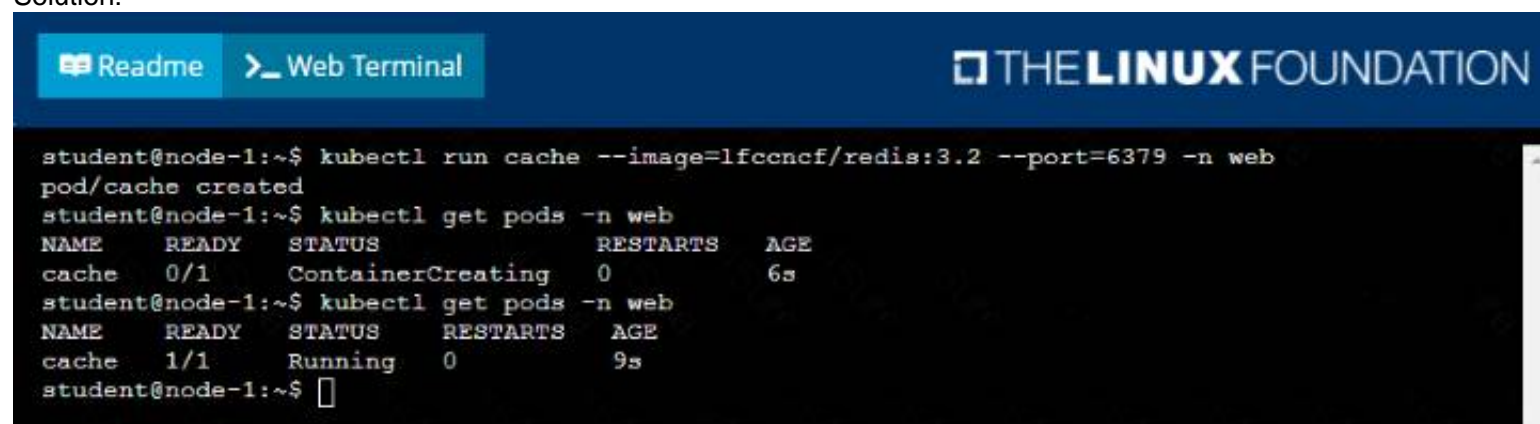 Solution:
Readme >_ Web Terminal THE LINUX FOUNDATION
student@node-1:~$ kubectl run cache --image=lfccncf/redis:3.2 --port=6379 -n web
pod/cache created
student@node-1:~$ kubectl get pods -n web
NAME READY STATUS RESTARTS AGE
cache 0/1 ContainerCreating 0 6s
student@node-1:~$ kubectl get pods -n web
NAME READY STATUS RESTARTS AGE
cache 1/1 Running 0 9s
student@node-1:~$